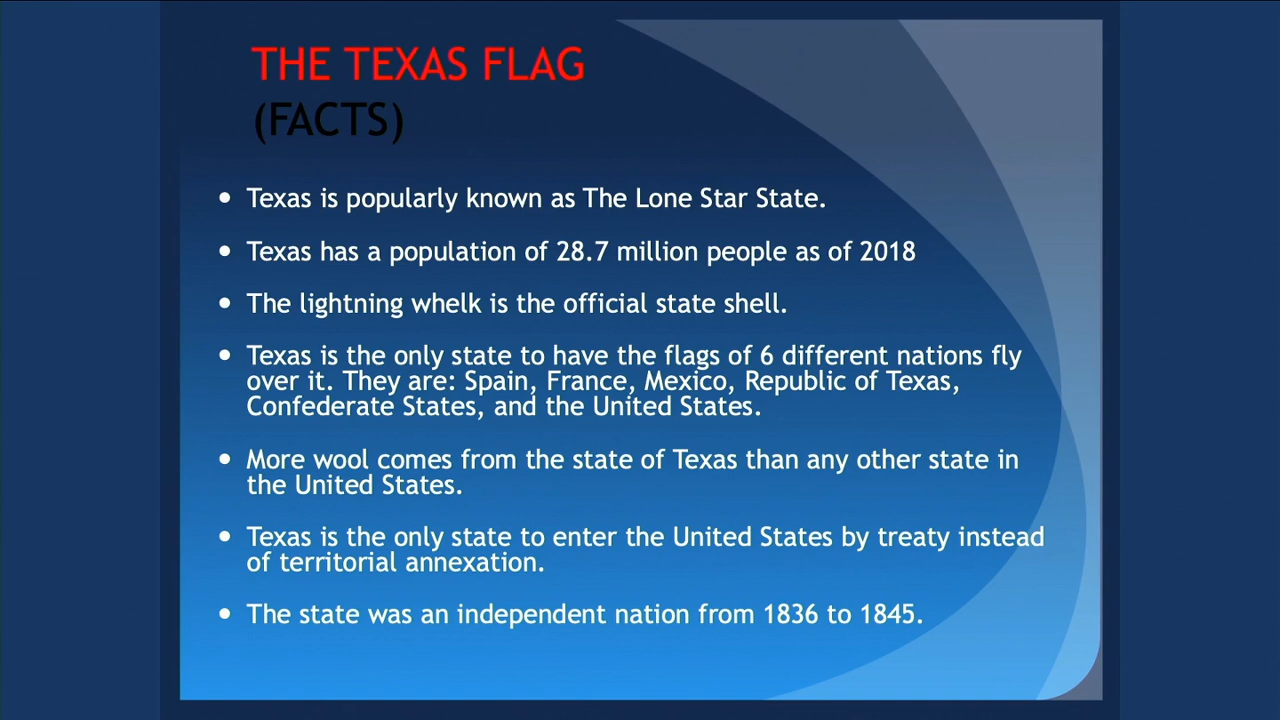 THE TEXAS FLAG
(FACTS)
• Texas is popularly known as The Lone Star State.
• Texas has a population of 28.7 million people as of 2018
• The lightning whelk is the official state shell.
• Texas is the only state to have the flags of 6 different nations fly
over it. They are: Spain, France, Mexico, Republic of Texas,
Confederate States, and the United States.
• More wool comes from the state of Texas than any other state in
the United States.
• Texas is the only state to enter the United States by treaty instead
of territorial annexation.
• The state was an independent nation from 1836 to 1845.